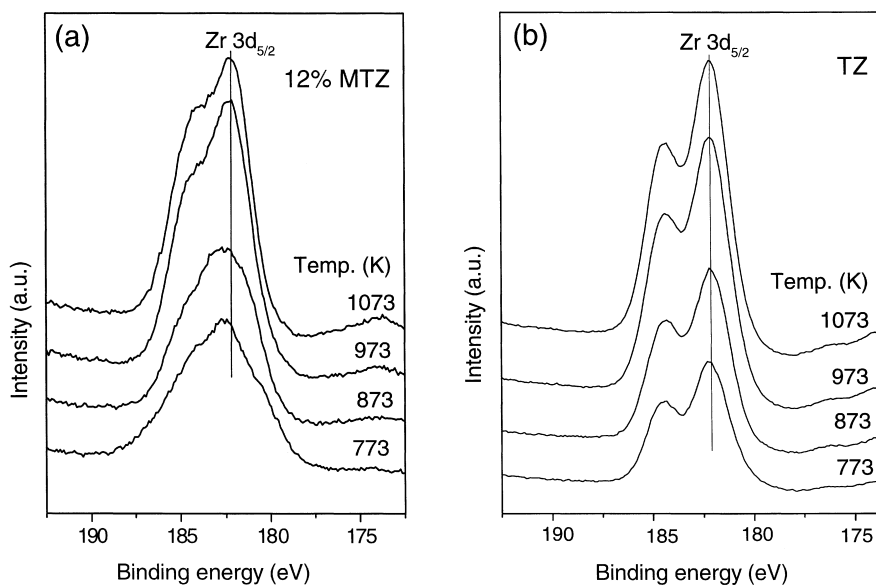 (a)
Zr 3d5/2
12% MTZ
Temp. (K)
1073
973
873
773
Intensity (a.u.)
190 185 180 175
Binding energy (eV)
(b)
Zr 3d5/2
TZ
Temp. (K)
1073
973
873
773
Intensity (a.u.)
190 185 180 175
Binding energy (eV)